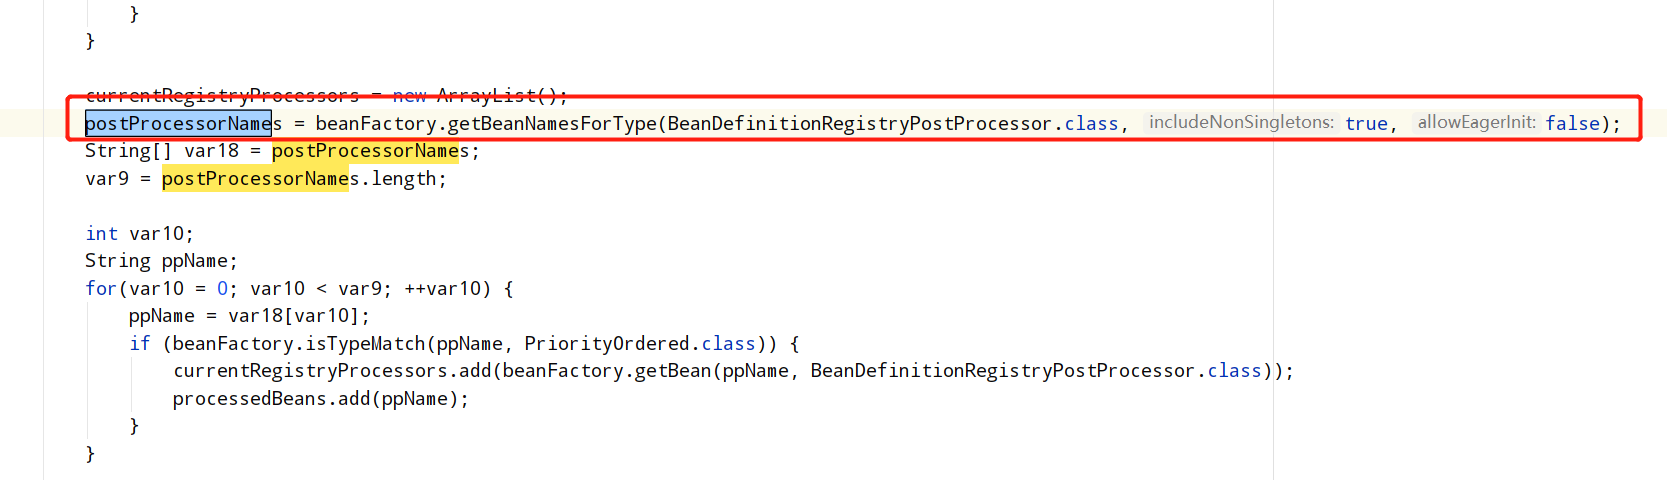 }
}
currentRegistryProcessors = new ArrayList();
postProcessorNames = beanFactory.getBeanNamesForType(BeanDefinitionRegistryPostProcessor.class, includeNonSingletons: true, allowEagerInit: false);
String[] var18 = postProcessorNames;
var9 = postProcessorNames.length;
int var10;
String ppName;
for(var10 = 0; var10 < var9; ++var10) {
ppName = var18[var10];
if (beanFactory.isTypeMatch(ppName, PriorityOrdered.class)) {
currentRegistryProcessors.add(beanFactory.getBean(ppName, BeanDefinitionRegistryPostProcessor.class));
processedBeans.add(ppName);
}
}